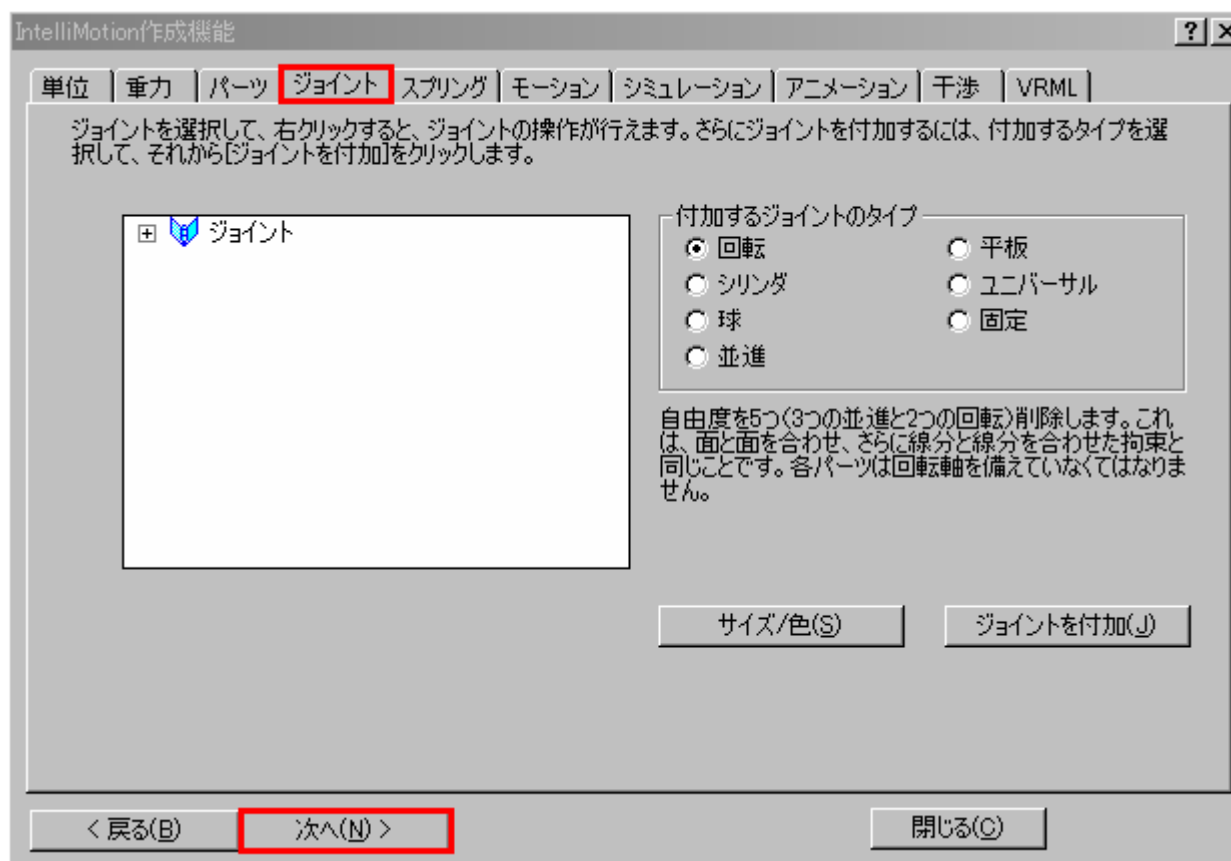 IntelliMotion作成機能
単位 重力 パーツ ジョイント スプリング モーション シミュレーション アニメーション 干渉 VRML
ジョイントを選択して、右クリックすると、ジョイントの操作が行えます。さらにジョイントを付加するには、付加するタイプを選
択して、それから[ジョイントを付加]をクリックします。
ジョイント
付加するジョイントのタイプ
回転 平板
シリンダ ユニバーサル
球 固定
並進
自由度を5つ(3つの並進と2つの回転)削除します。これ
は、面と面を合わせ、さらに線分と線分を合わせた拘束と
同じことです。各パーツは回転軸を備えていなくてはなりま
せん。
サイズ/色(S) ジョイントを付加(J)
< 戻る(B) 次へ(N) > 閉じる(C)